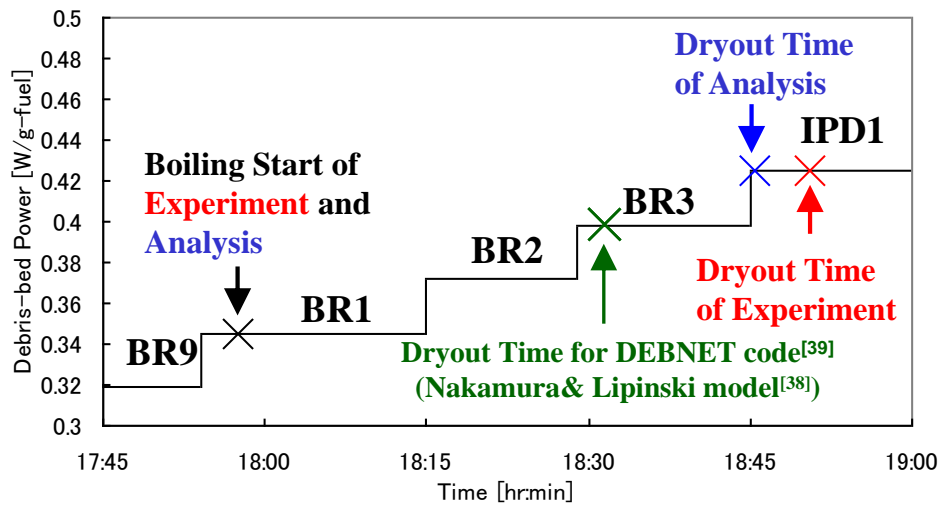 0.5
0.48
0.46
0.44
0.42
0.4
0.38
0.36
0.34
0.32
0.3
Debris-bed Power [W/g-fuel]
Dryout Time
of Analysis
IPD1
Boiling Start of
Experiment and
Analysis
BR3
BR2
BR1
BR9
Dryout Time
of Experiment
Dryout Time for DEBNET code[39]
(Nakamura& Lipinski model[38])
17:45
18:00
18:15
18:30
18:45
19:00
Time [hr:min]